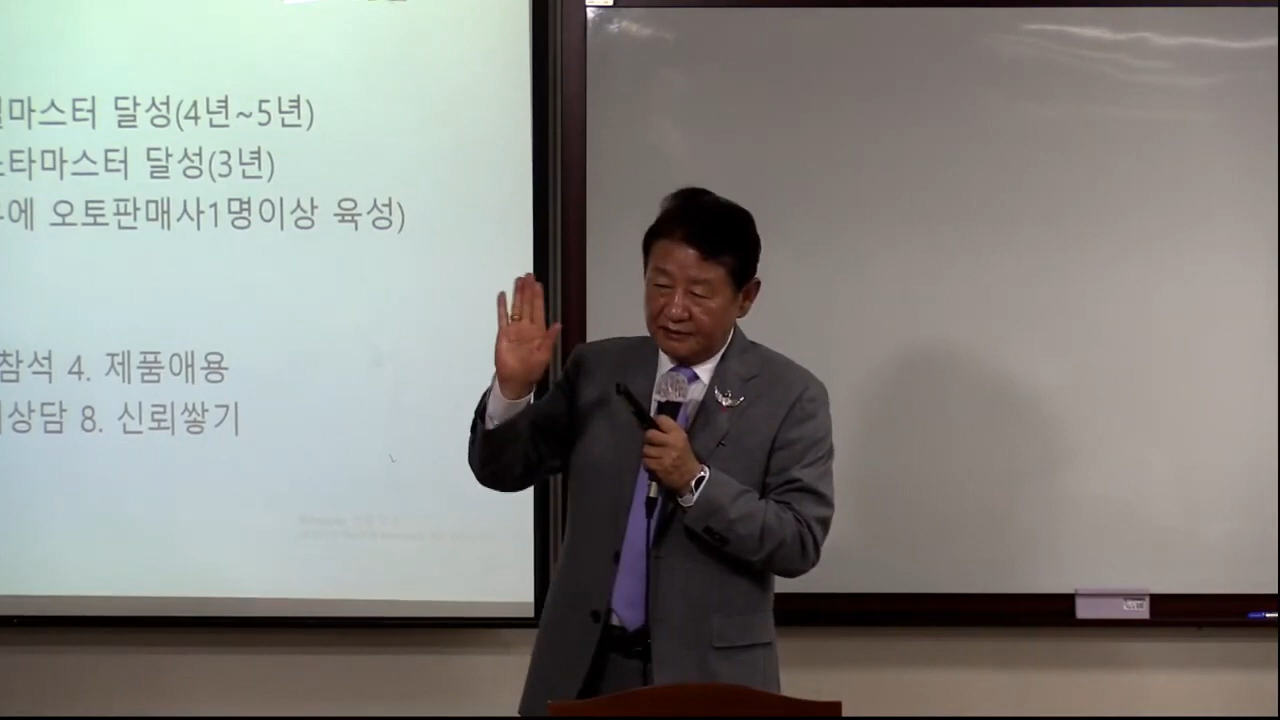 마스터 달성(4년~5년)
타마스터 달성(3년)
에 오토판매사1명이상 육성)
참석 4. 제품애용
상담 8. 신뢰쌓기